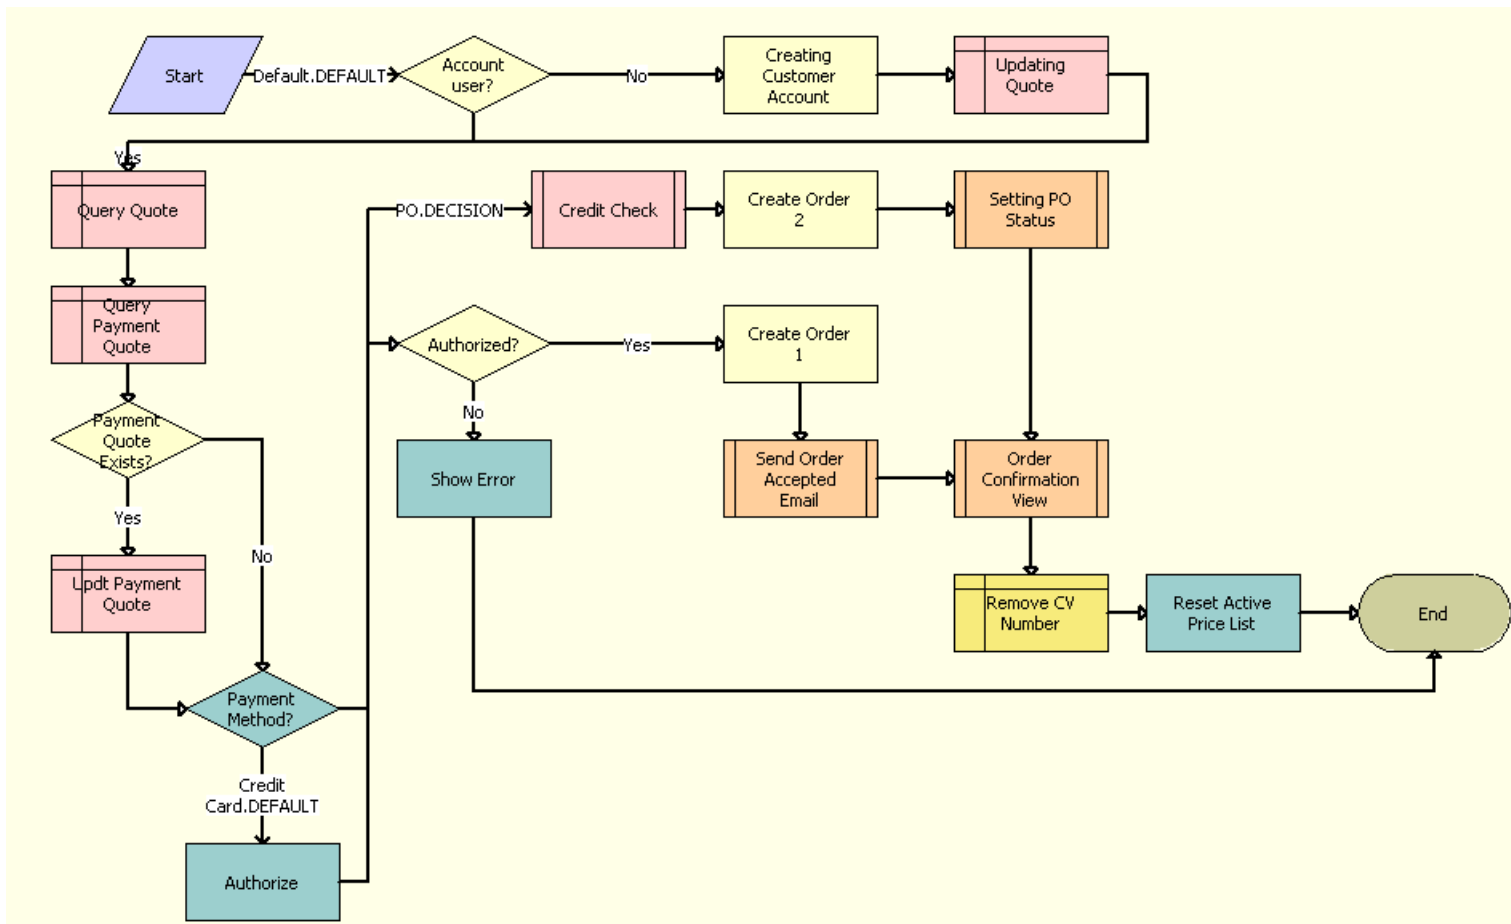 Start
Default.DEFAULT
Account
user?
No
Creating
Customer
Account
Updating
Quote
Yes
Query Quote
PO.DECISION
Credit Check
Create Order
2
Setting PO
Status
Query
Payment
Quote
Authorized?
Yes
Create Order
1
Payment
Quote
Exists?
No
Show Error
Send Order
Accepted
Email
Order
Confirmation
View
Yes
No
Updt Payment
Quote
Remove CV
Number
Reset Active
Price List
End
Payment
Method?
Credit
Card.DEFAULT
Authorize